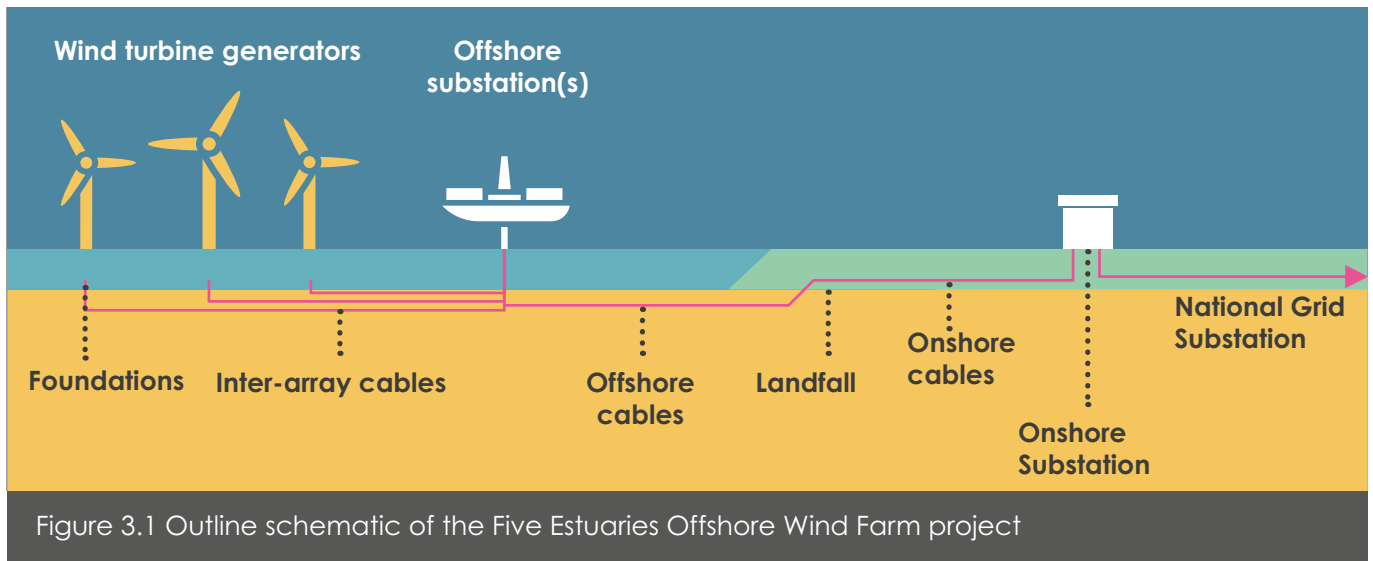 Wind turbine generators
Offshore
substation(s)
Foundations
Inter-array cables
Offshore
cables
Landfall
Onshore
cables
Onshore
Substation
National Grid
Substation
Figure 3.1 Outline schematic of the Five Estuaries Offshore Wind Farm project